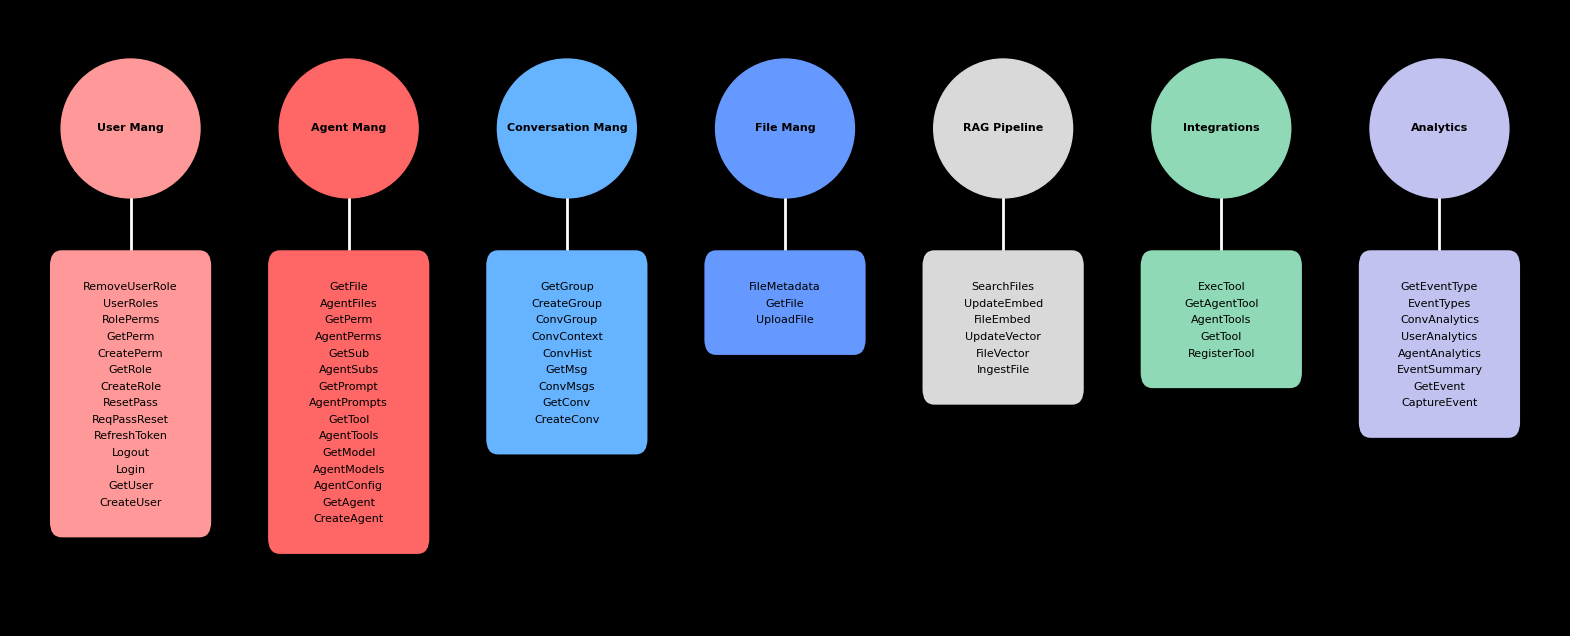 User Mang
Agent Mang
Conversation Mang
File Mang
RAG Pipeline
Integrations
Analytics
RemoveUserRole
UserRoles
RolePerms
GetPerm
CreatePerm
GetRole
CreateRole
ResetPass
ReqPassReset
RefreshToken
Logout
Login
GetUser
CreateUser
GetFile
AgentFiles
GetPerm
AgentPerms
GetSub
AgentSubs
GetPrompt
AgentPrompts
GetTool
AgentTools
GetModel
AgentModels
AgentConfig
GetAgent
CreateAgent
GetGroup
CreateGroup
ConvGroup
ConvContext
ConvHist
GetMsg
ConvMsgs
GetConv
CreateConv
FileMetadata
GetFile
UploadFile
SearchFiles
UpdateEmbed
FileEmbed
UpdateVector
FileVector
IngestFile
ExecTool
GetAgentTool
AgentTools
GetTool
RegisterTool
GetEventType
EventTypes
ConvAnalytics
UserAnalytics
AgentAnalytics
EventSummary
GetEvent
CaptureEvent